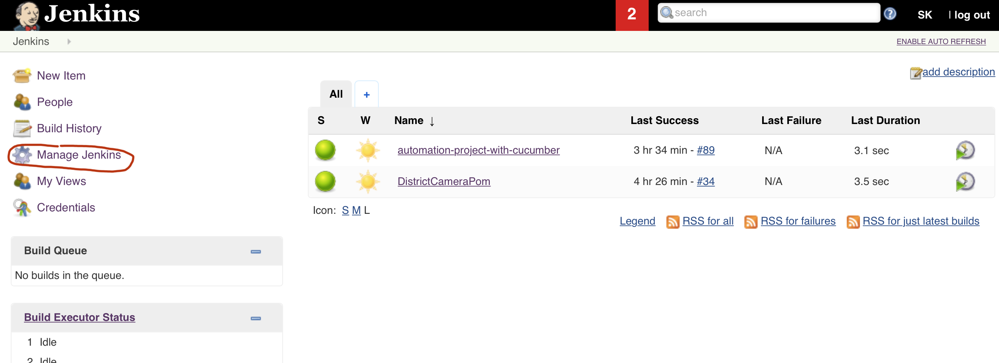 Jenkins
2
search
SK
| log out
Jenkins
ENABLE AUTO REFRESH
New Item
People
Build History
Manage Jenkins
My Views
Credentials
Build Queue
No builds in the queue.
Build Executor Status
1 Idle
2 Idle
add description
All
+
S W Name ↓ Last Success Last Failure Last Duration
automation-project-with-cucumber 3 hr 34 min - #89 N/A 3.1 sec
DistrictCameraPom 4 hr 26 min - #34 N/A 3.5 sec
Icon: S M L
Legend RSS for all RSS for failures RSS for just latest builds